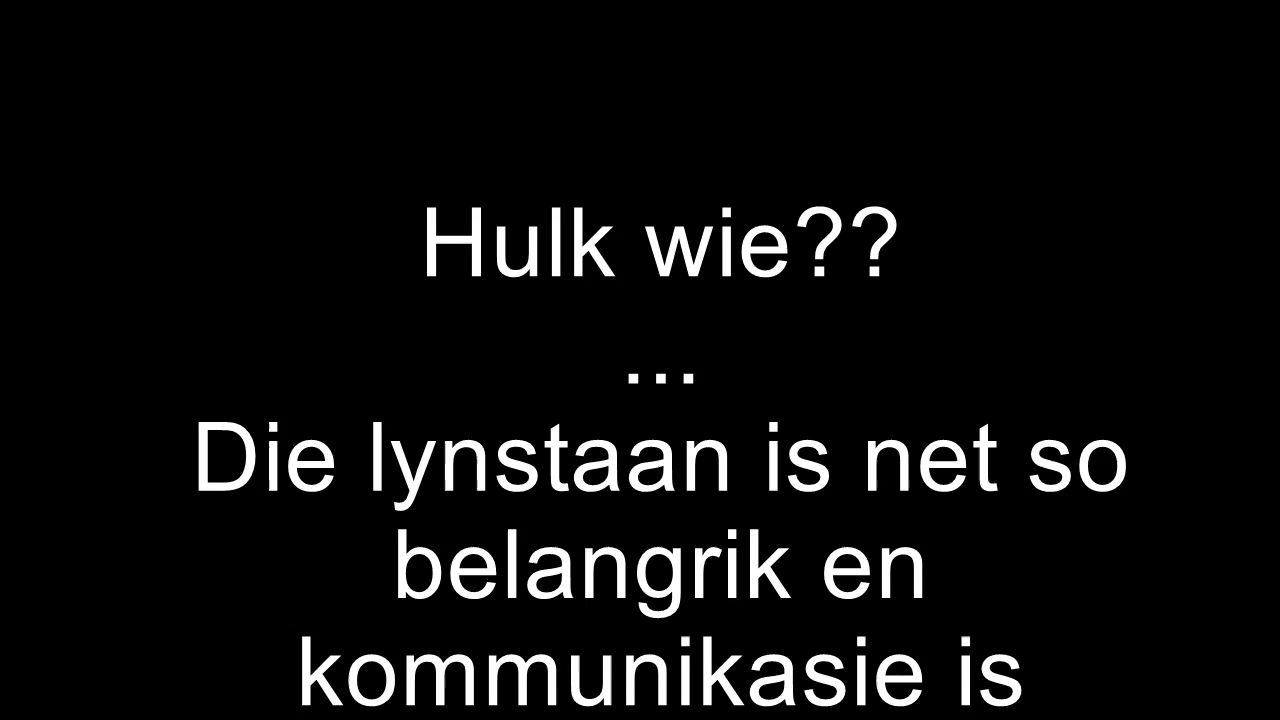 Hulk wie??
...
Die lynstaan is net so
belangrik en
kommunikasie is